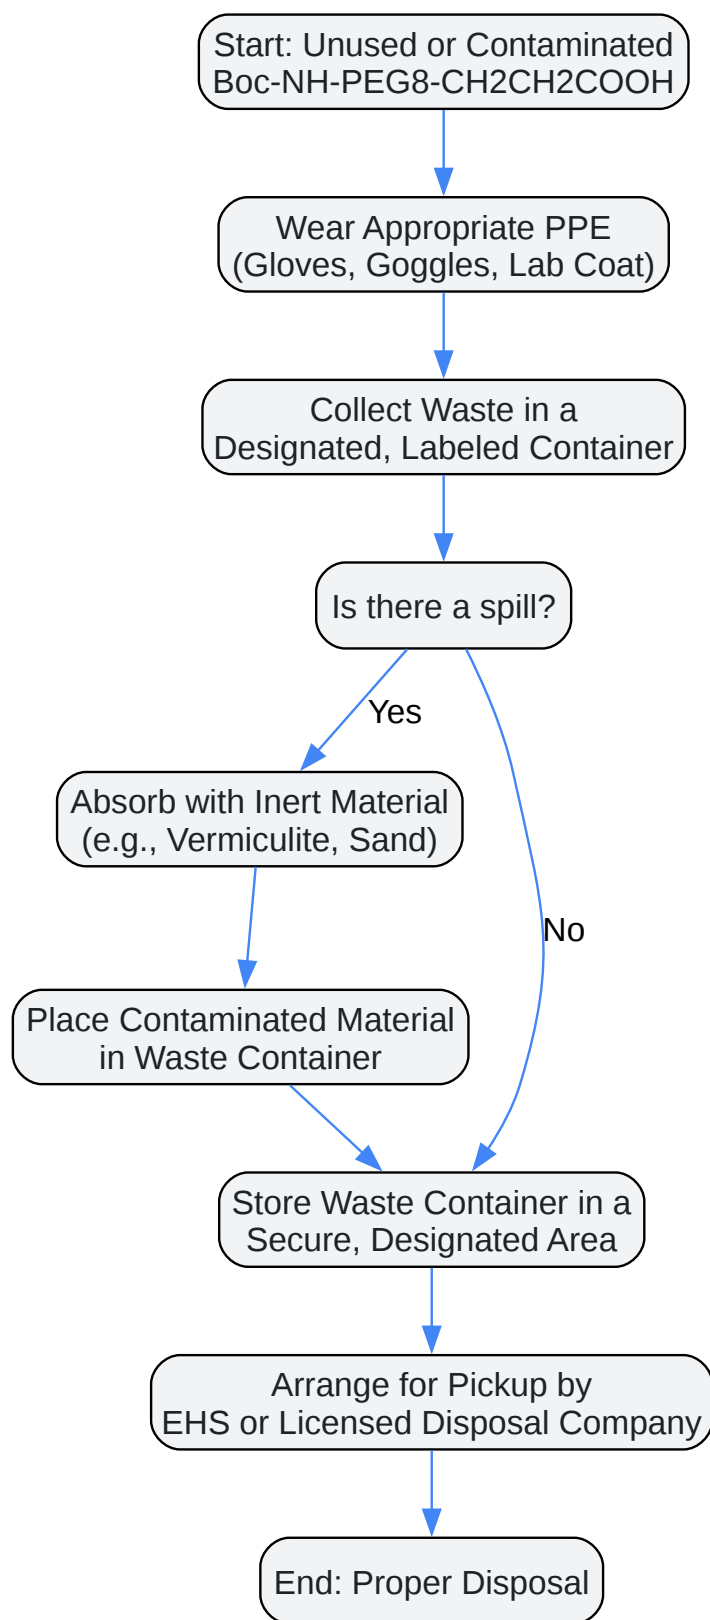 Start: Unused or Contaminated
Boc-NH-PEG8-CH2CH2COOH
Wear Appropriate PPE
(Gloves, Goggles, Lab Coat)
Collect Waste in a
Designated, Labeled Container
Is there a spill?
Yes
Absorb with Inert Material
(e.g., Vermiculite, Sand)
No
Place Contaminated Material
in Waste Container
Store Waste Container in a
Secure, Designated Area
Arrange for Pickup by
EHS or Licensed Disposal Company
End: Proper Disposal